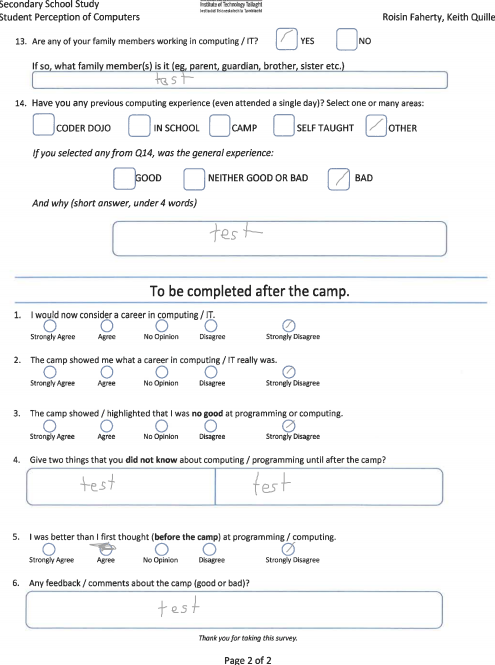 Secondary School Study
Institute of Technology Tallaght
Student Perception of Computers
Roisin Faherty, Keith Quille
13. Are any of your family members working in computing / IT? YES NO
If so, what family member(s) is it (eg, parent, guardian, brother, sister etc.)
test
14. Have you any previous computing experience (even attended a single day)? Select one or many areas:
CODER DOJO IN SCHOOL CAMP SELF TAUGHT OTHER
If you selected any from Q14, was the general experience:
GOOD NEITHER GOOD OR BAD BAD
And why (short answer, under 4 words)
test
To be completed after the camp.
1. I would now consider a career in computing / IT.
Strongly Agree Agree No Opinion Disagree Strongly Disagree
2. The camp showed me what a career in computing / IT really was.
Strongly Agree Agree No Opinion Disagree Strongly Disagree
3. The camp showed / highlighted that I was no good at programming or computing.
Strongly Agree Agree No Opinion Disagree Strongly Disagree
4. Give two things that you did not know about computing / programming until after the camp?
test test
5. I was better than I first thought (before the camp) at programming / computing.
Strongly Agree Agree No Opinion Disagree Strongly Disagree
6. Any feedback / comments about the camp (good or bad)?
test
Thank you for taking this survey.
Page 2 of 2